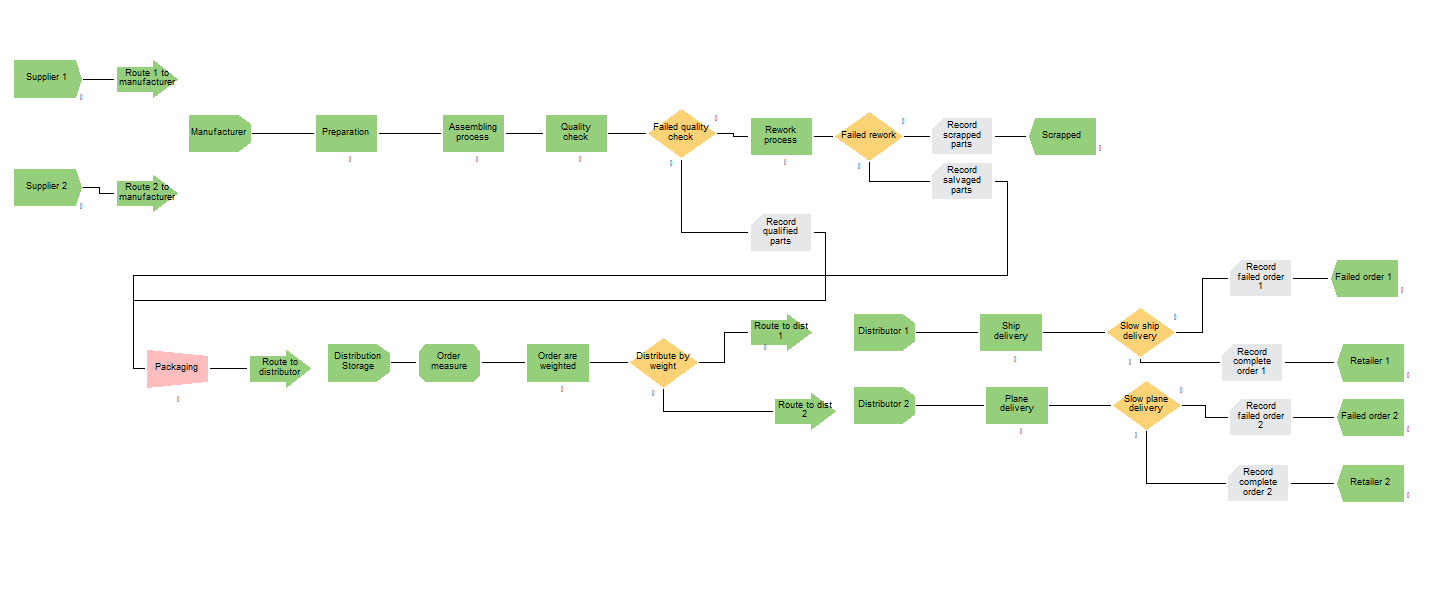 Supplier 1
Route 1 to
manufacturer
Manufacturer
Preparation
Assembling
process
Quality
check
Failed quality
check
Rework
process
Failed rework
Record
scrapped
parts
Scrapped
Record
salvaged
parts
Supplier 2
Route 2 to
manufacturer
Record
qualified
parts
Packaging
Route to
distributor
Distribution
Storage
Order
measure
Order are
weighted
Distribute by
weight
Route to dist
1
Distributor 1
Ship
delivery
Slow ship
delivery
Record
failed order
1
Failed order 1
Record
complete
order 1
Retailer 1
Route to dist
2
Distributor 2
Plane
delivery
Slow plane
delivery
Record
failed order
2
Failed order 2
Record
complete
order 2
Retailer 2